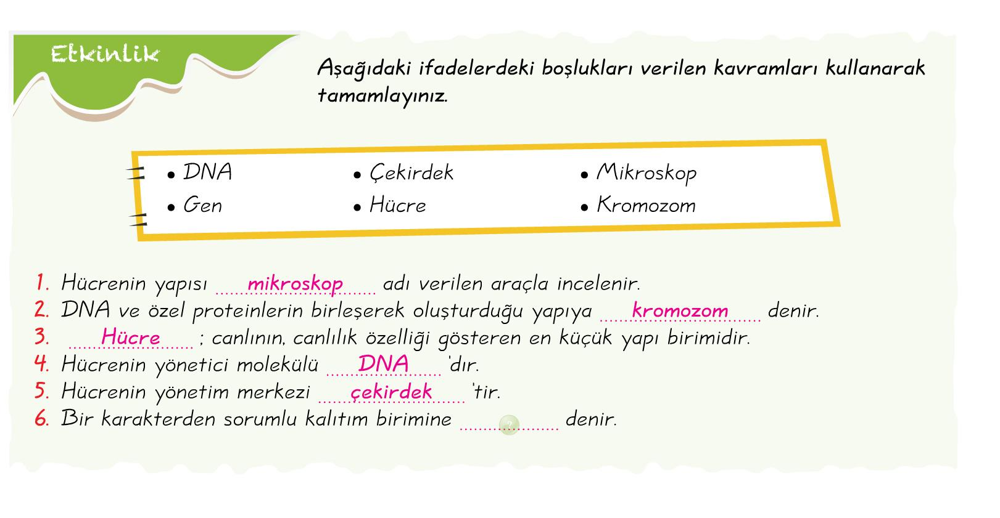 Etkinlik
Aşağıdaki ifadelerdeki boşlukları verilen kavramları kullanarak
tamamlayınız.
• DNA • Çekirdek • Mikroskop
• Gen • Hücre • Kromozom
1. Hücrenin yapısı mikroskop adı verilen araçla incelenir.
2. DNA ve özel proteinlerin birleşerek oluşturduğu yapıya kromozom denir.
3. Hücre ; canlının, canlılık özelliği gösteren en küçük yapı birimidir.
4. Hücrenin yönetici molekülü DNA 'dır.
5. Hücrenin yönetim merkezi çekirdek 'tir.
6. Bir karakterden sorumlu kalıtım birimine ? denir.